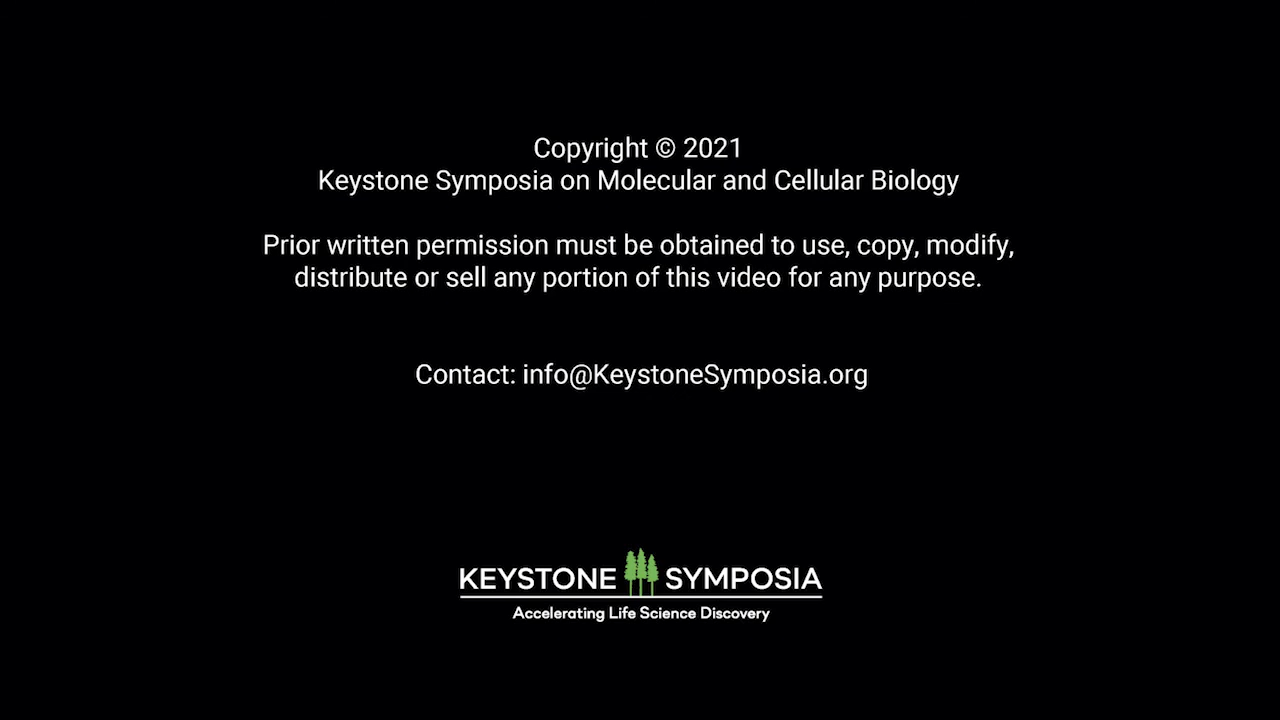 Copyright © 2021
Keystone Symposia on Molecular and Cellular Biology
Prior written permission must be obtained to use, copy, modify,
distribute or sell any portion of this video for any purpose.
Contact: info@KeystoneSymposia.org
KEYSTONE SYMPOSIA
Accelerating Life Science Discovery